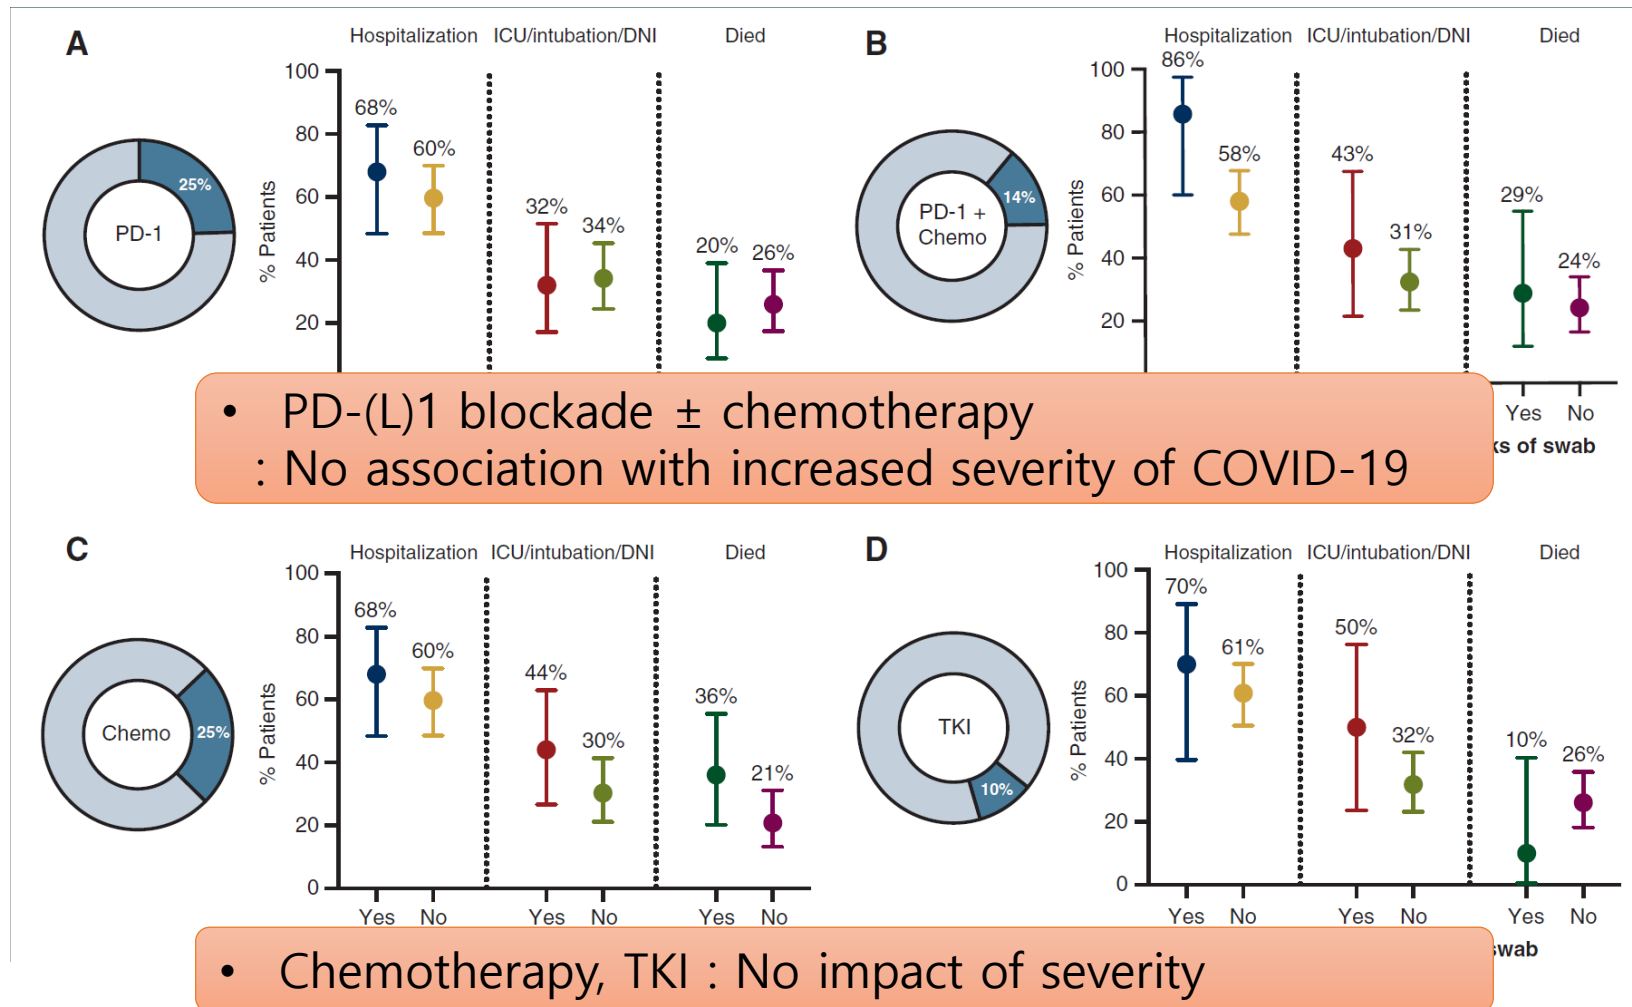 A
Hospitalization ICU/intubation/DNI Died
100
80
60
40
20
% Patients
68%
60%
32%
34%
20%
26%
25%
PD-1
B
Hospitalization ICU/intubation/DNI Died
100
80
60
40
20
% Patients
86%
58%
43%
31%
29%
24%
14%
PD-1 +
Chemo
Yes No
of swab
• PD-(L)1 blockade ± chemotherapy
: No association with increased severity of COVID-19
C
Hospitalization ICU/intubation/DNI Died
100
80
60
40
20
0
% Patients
68%
60%
44%
30%
36%
21%
25%
Chemo
Yes No Yes No Yes No
D
Hospitalization ICU/intubation/DNI Died
100
80
60
40
20
0
% Patients
70%
61%
50%
32%
10%
26%
10%
TKI
Yes No Yes No Yes No
swab
• Chemotherapy, TKI : No impact of severity